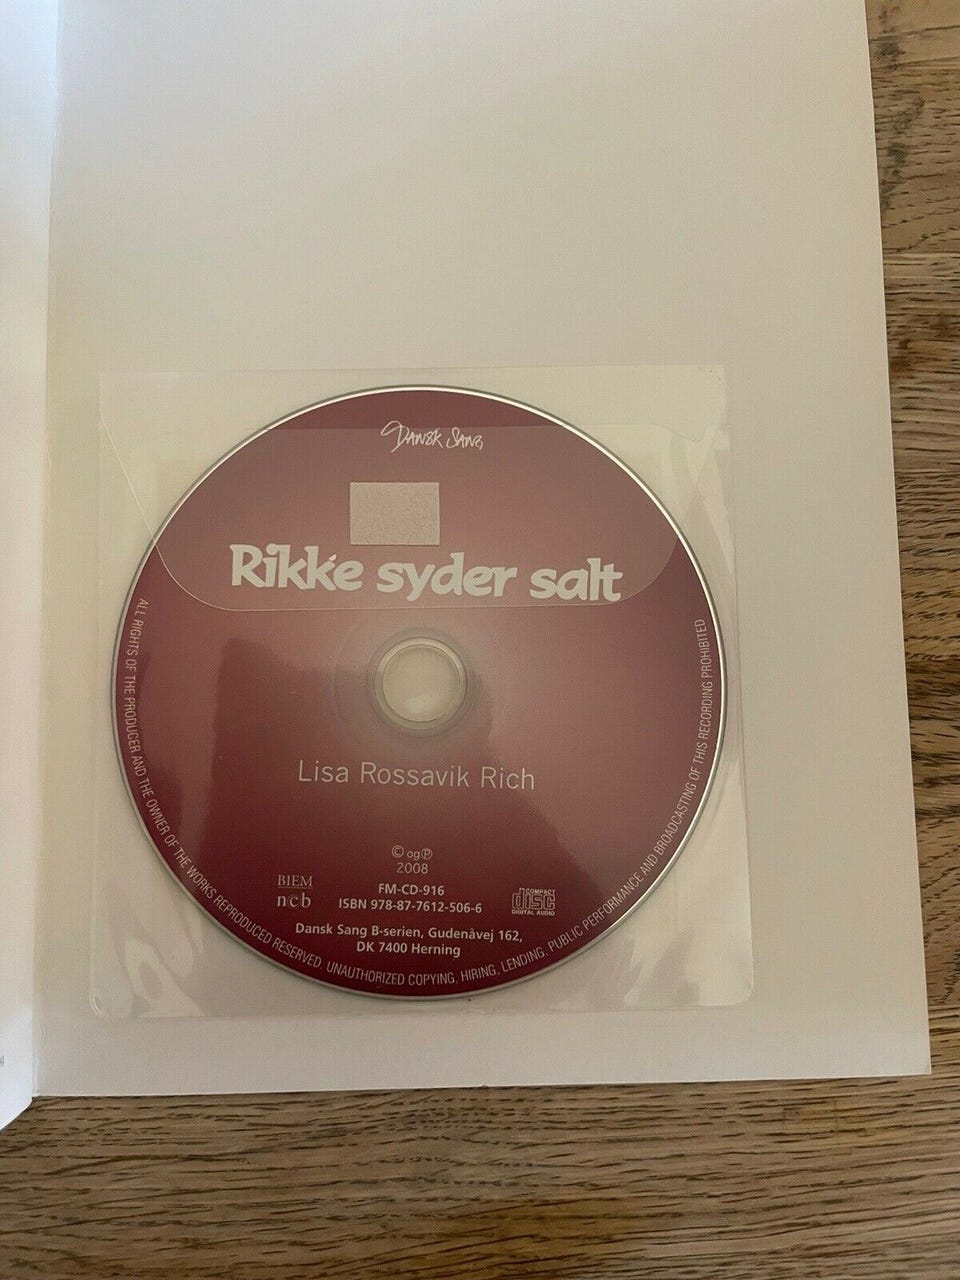 DANSK SANG
Rikke syder salt
Lisa Rossavik Rich
© og ℗
2008
BIEM
ncb
FM-CD-916
ISBN 978-87-7612-506-6
COMPACT
disc
DIGITAL AUDIO
Dansk Sang B-serien, Gudenåvej 162,
DK 7400 Herning
ALL RIGHTS OF THE PRODUCER AND THE OWNER OF THE WORKS REPRODUCED RESERVED. UNAUTHORIZED COPYING, HIRING, LENDING, PUBLIC PERFORMANCE AND BROADCASTING OF THIS RECORDING PROHIBITED